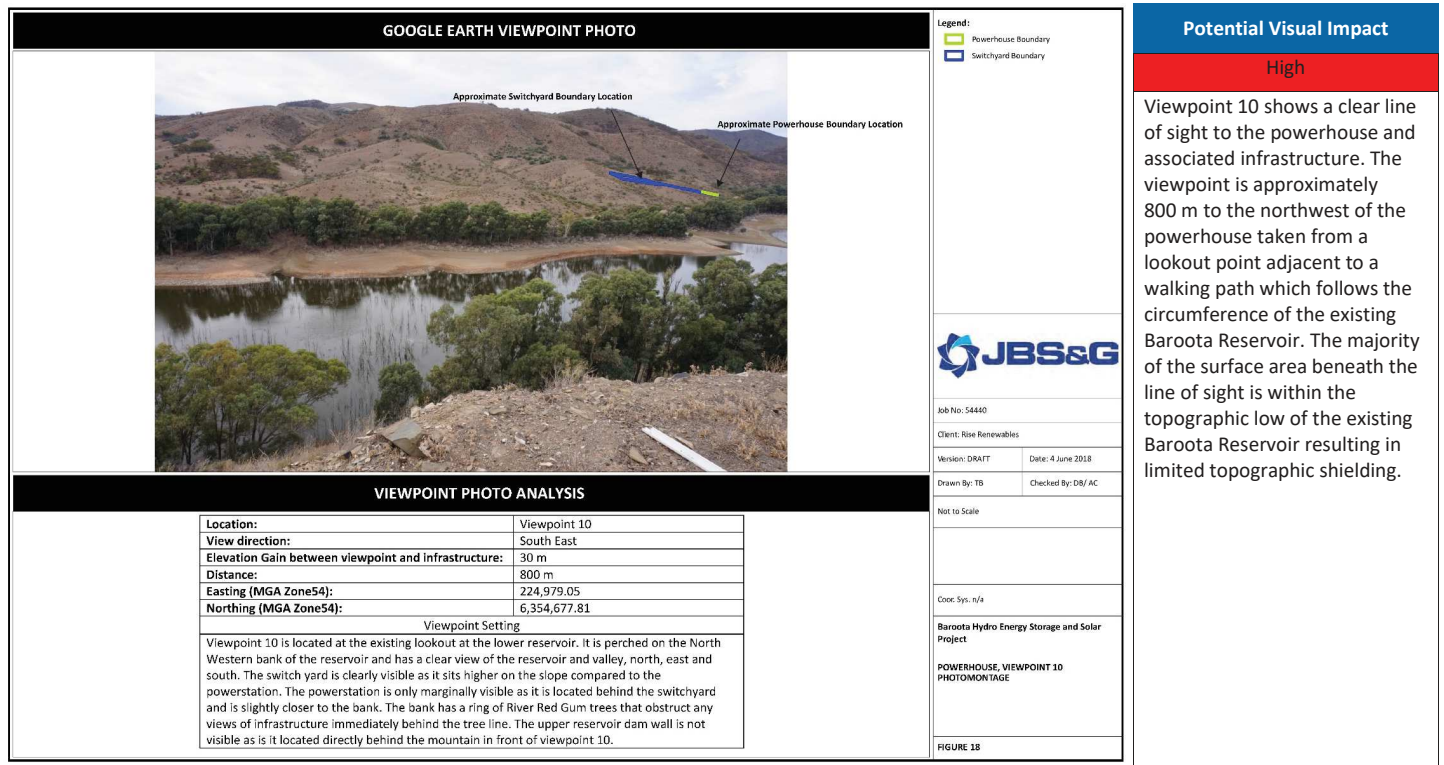 GOOGLE EARTH VIEWPOINT PHOTO
Approximate Switchyard Boundary Location
Approximate Powerhouse Boundary Location
VIEWPOINT PHOTO ANALYSIS
Location: Viewpoint 10
View direction: South East
Elevation Gain between viewpoint and infrastructure: 30 m
Distance: 800 m
Easting (MGA Zone54): 224,979.05
Northing (MGA Zone54): 6,354,677.81
Viewpoint Setting
Viewpoint 10 is located at the existing lookout at the lower reservoir. It is perched on the North
Western bank of the reservoir and has a clear view of the reservoir and valley, north, east and
south. The switch yard is clearly visible as it sits higher on the slope compared to the
powerstation. The powerstation is only marginally visible as it is located behind the switchyard
and is slightly closer to the bank. The bank has a ring of River Red Gum trees that obstruct any
views of infrastructure immediately behind the tree line. The upper reservoir dam wall is not
visible as is it located directly behind the mountain in front of viewpoint 10.
Legend:
Powerhouse Boundary
Switchyard Boundary
JBS&G
Job No: 54440
Client: Rise Renewables
Version: DRAFT Date: 4 June 2018
Drawn By: TB Checked By: DB/ AC
Not to Scale
Coor. Sys. n/a
Baroota Hydro Energy Storage and Solar
Project
POWERHOUSE, VIEWPOINT 10
PHOTOMONTAGE
FIGURE 18
Potential Visual Impact
High
Viewpoint 10 shows a clear line
of sight to the powerhouse and
associated infrastructure. The
viewpoint is approximately
800 m to the northwest of the
powerhouse taken from a
lookout point adjacent to a
walking path which follows the
circumference of the existing
Baroota Reservoir. The majority
of the surface area beneath the
line of sight is within the
topographic low of the existing
Baroota Reservoir resulting in
limited topographic shielding.